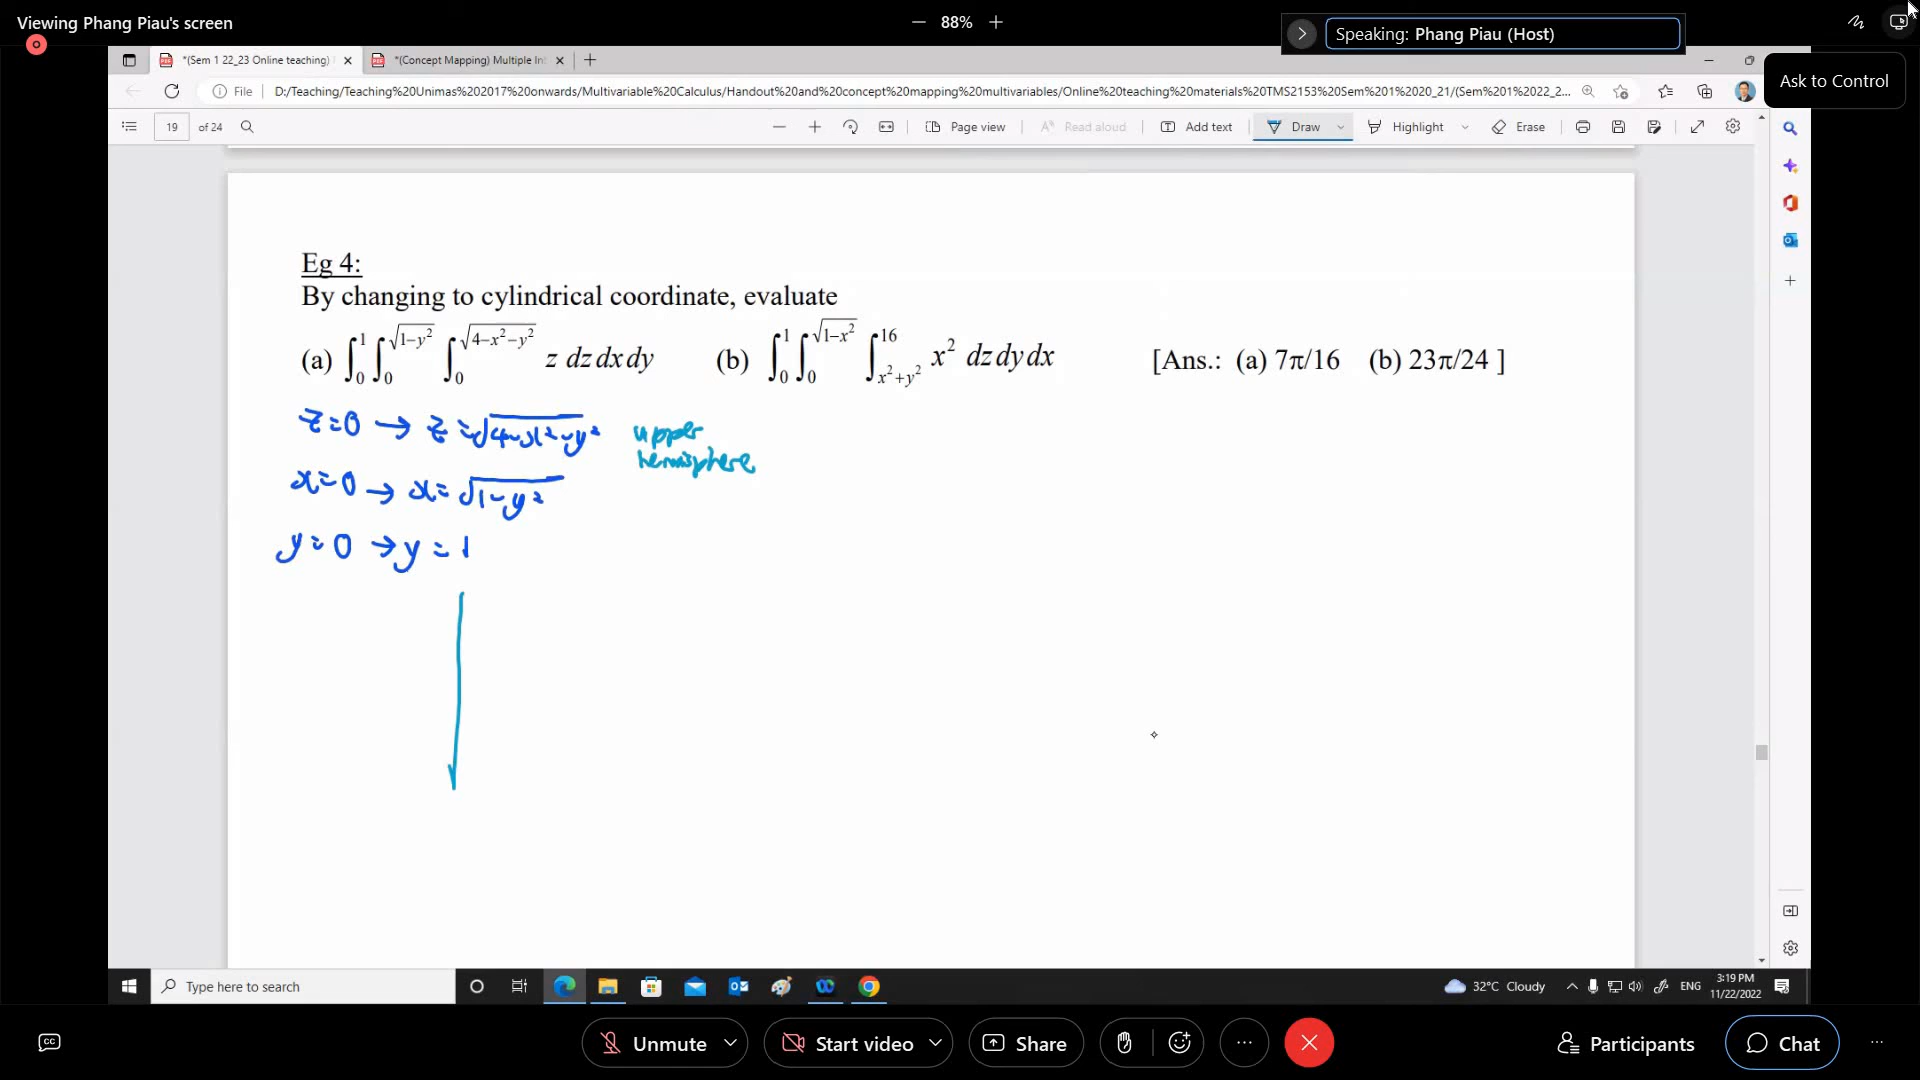 Viewing Phang Piau's screen
88%
Speaking: Phang Piau (Host)
Ask to Control
*(Sem 1 22_23 Online teaching)
*(Concept Mapping) Multiple In
File
D:/Teaching/Teaching%20Unimas%202017%20onwards/Multivariable%20Calculus/Handout%20and%20concept%20mapping%20multivariables/Online%20teaching%20materials%20TMS2153%20Sem%201%2020_21/(Sem%201%2022_2...
19 of 24
Page view
Read aloud
Add text
Draw
Highlight
Erase
Eg 4:
By changing to cylindrical coordinate, evaluate
(a) ∫₀¹ ∫₀^√(1−y²) ∫₀^√(4−x²−y²) z dz dx dy (b) ∫₀¹ ∫₀^√(1−x²) ∫_{x²+y²}^{16} x² dz dy dx [Ans.: (a) 7π/16 (b) 23π/24 ]
z=0 → z=√(4−x²−y²) upper
hemisphere
x=0 → x=√(1−y²)
y=0 → y=1
Type here to search
32°C Cloudy
ENG
3:19 PM
11/22/2022
CC
Unmute
Start video
Share
Participants
Chat